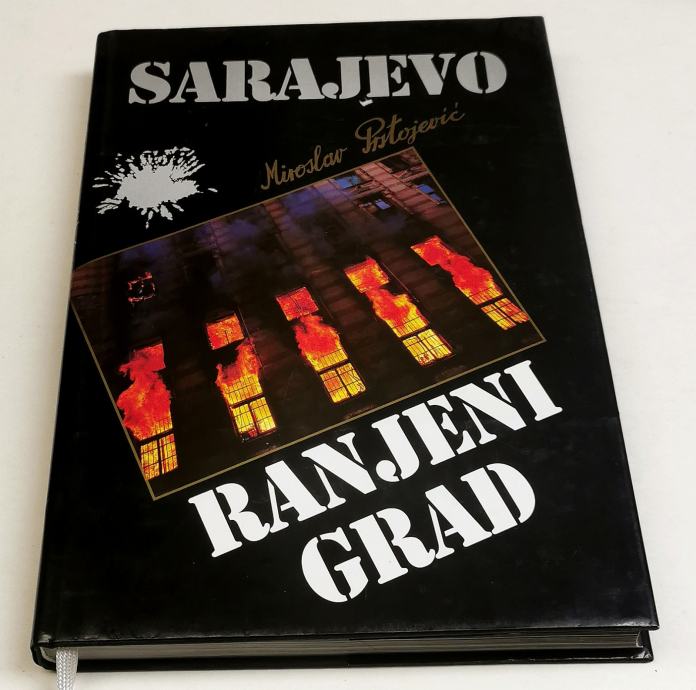 SARAJEVO
Miroslav Prstojević
RANJENI
GRAD